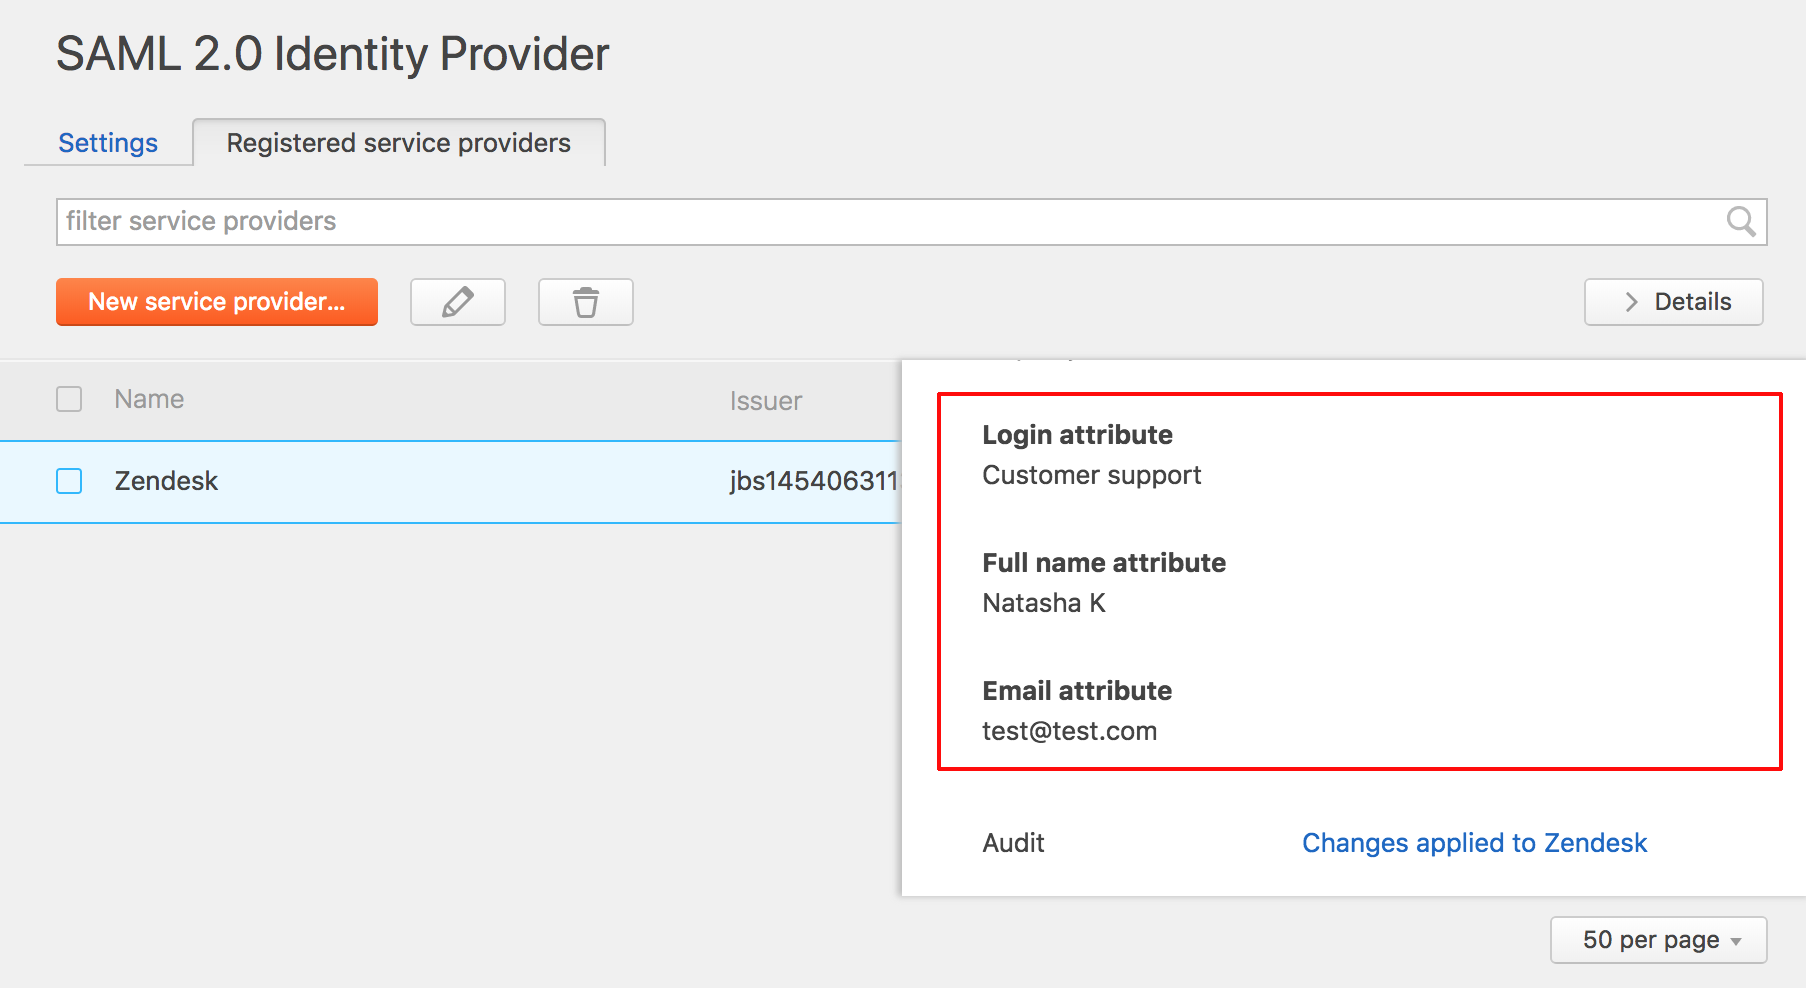 SAML 2.0 Identity Provider
Settings
Registered service providers
filter service providers
New service provider...
Details
Name
Issuer
Zendesk
Login attribute
Customer support
Full name attribute
Natasha K
Email attribute
test@test.com
Audit
Changes applied to Zendesk
50 per page